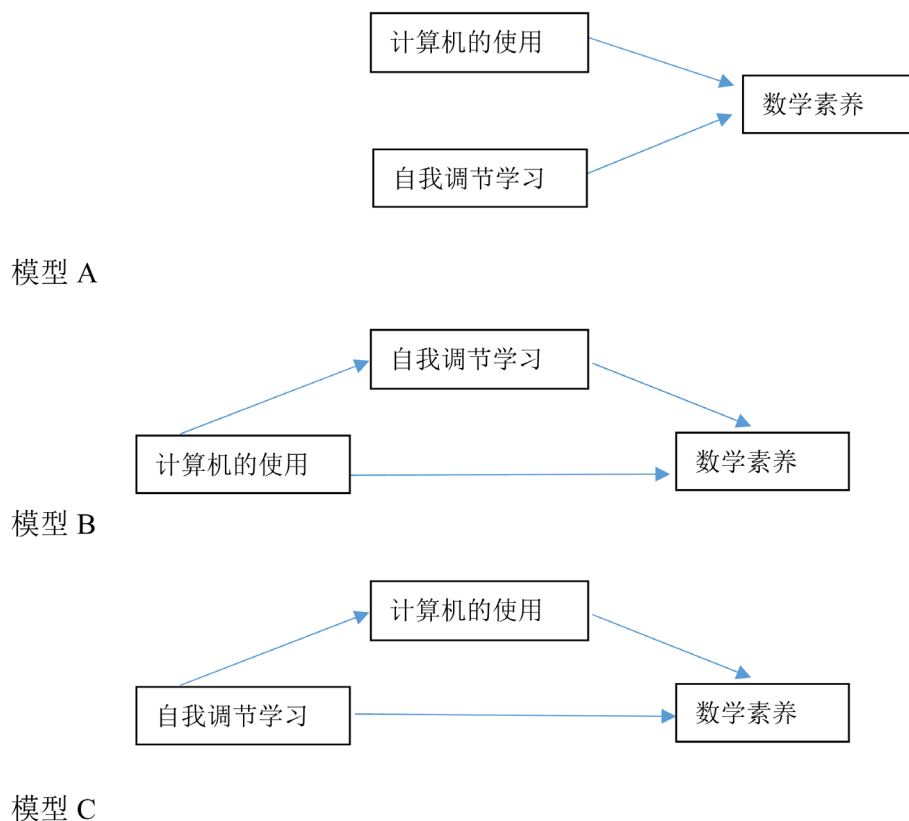 计算机的使用
数学素养
自我调节学习
模型 A
自我调节学习
计算机的使用
数学素养
模型 B
计算机的使用
自我调节学习
数学素养
模型 C